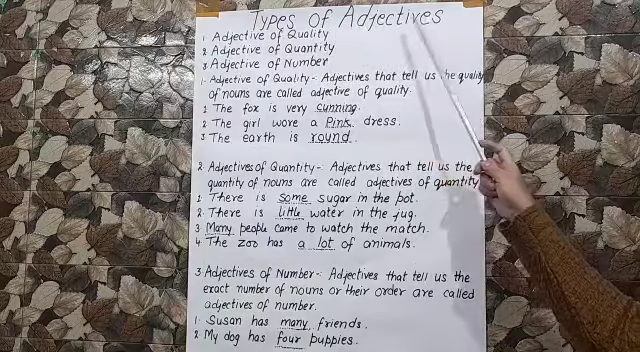 Types of Adjectives
1. Adjective of Quality
2 Adjective of Quantity
3 Adjective of Number
1. Adjective of Quality - Adjectives that tell us he quality
of nouns are called adjective of quality.
1 The fox is very cunning.
2 The girl wore a Pink dress.
3 The earth is round.
2. Adjectives of Quantity - Adjectives that tell us the
quantity of nouns are called adjectives of quantity
1 There is some sugar in the pot.
2. There is little water in the jug.
3 Many people came to watch the match.
4 The zoo has a lot of animals.
3 Adjectives of Number - Adjectives that tell us the
exact number of nouns or their order are called
adjectives of number.
1. Susan has many friends.
2 My dog has four puppies.